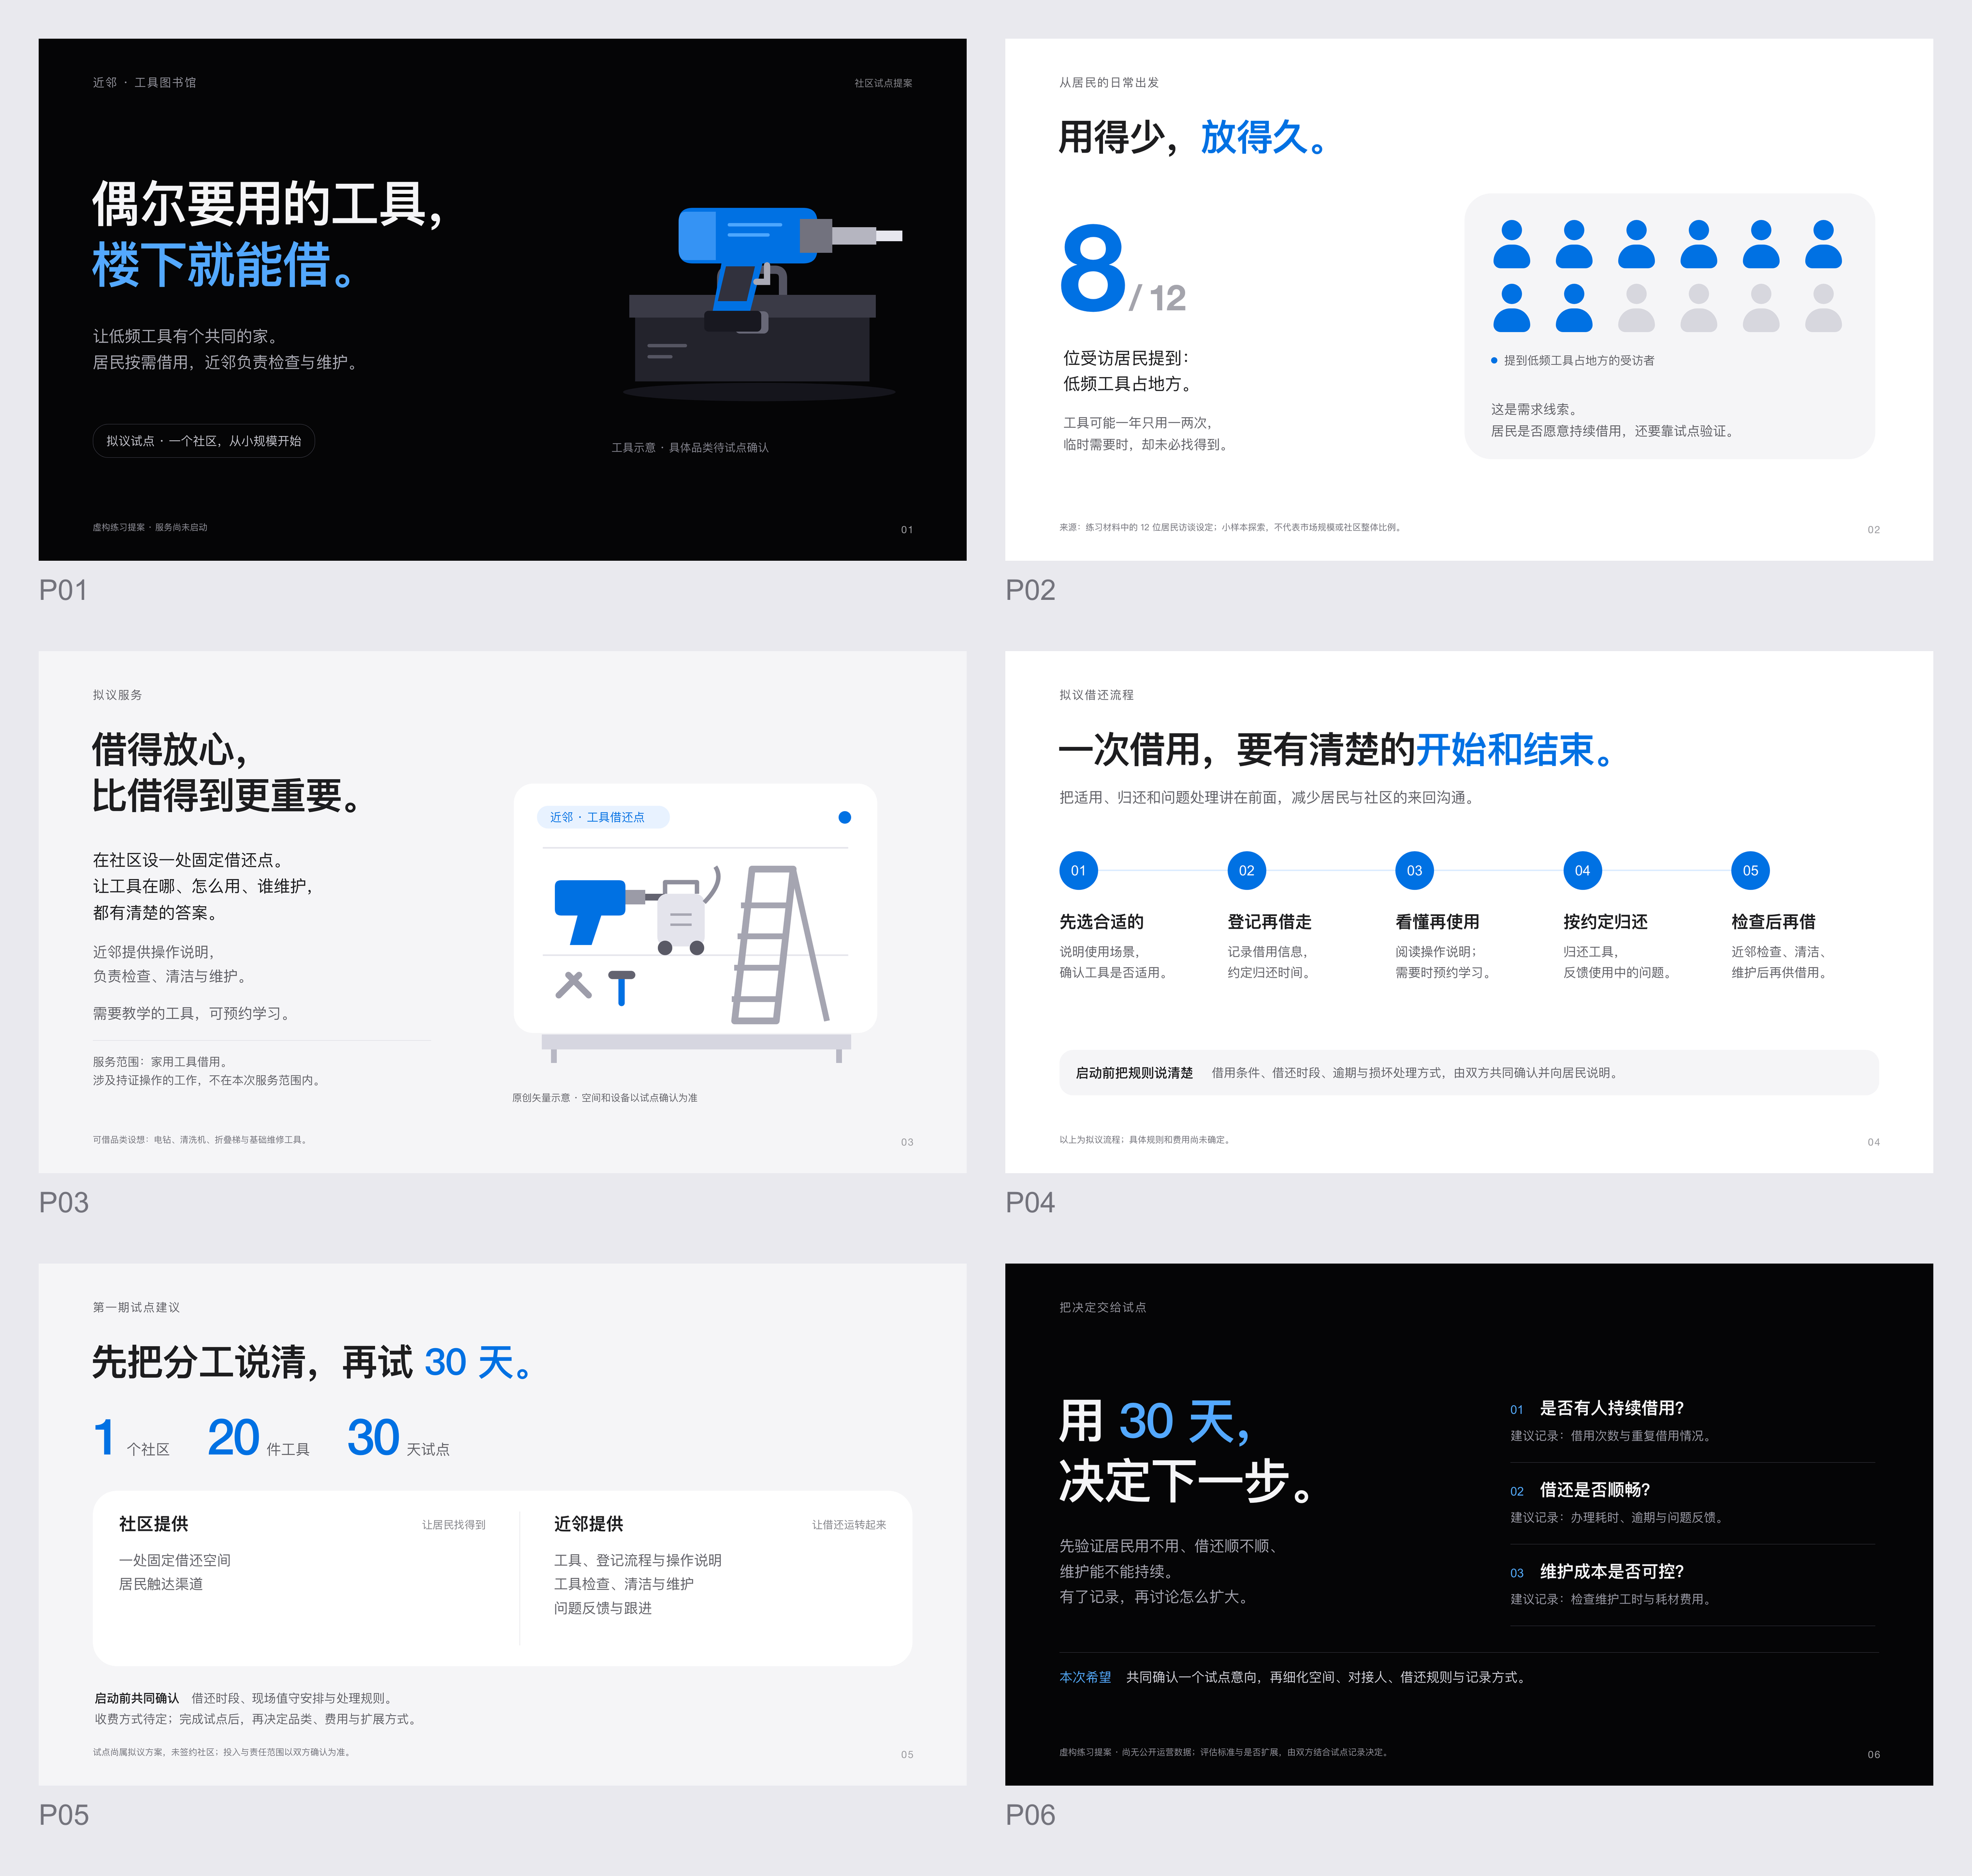 近邻 · 工具图书馆
社区试点提案
偶尔要用的工具，
楼下就能借。
让低频工具有个共同的家。
居民按需借用，近邻负责检查与维护。
拟议试点 · 一个社区，从小规模开始
工具示意 · 具体品类待试点确认
虚构练习提案 · 服务尚未启动
01
P01
从居民的日常出发
用得少，放得久。
8 / 12
位受访居民提到：
低频工具占地方。
工具可能一年只用一两次，
临时需要时，却未必找得到。
提到低频工具占地方的受访者
这是需求线索。
居民是否愿意持续借用，还要靠试点验证。
来源：练习材料中的 12 位居民访谈设定；小样本探索，不代表市场规模或社区整体比例。
02
P02
拟议服务
借得放心，
比借得到更重要。
在社区设一处固定借还点。
让工具在哪、怎么用、谁维护，
都有清楚的答案。
近邻提供操作说明，
负责检查、清洁与维护。
需要教学的工具，可预约学习。
服务范围：家用工具借用。
涉及持证操作的工作，不在本次服务范围内。
近邻 · 工具借还点
原创矢量示意 · 空间和设备以试点确认为准
可借品类设想：电钻、清洗机、折叠梯与基础维修工具。
03
P03
拟议借还流程
一次借用，要有清楚的开始和结束。
把适用、归还和问题处理讲在前面，减少居民与社区的来回沟通。
01
先选合适的
说明使用场景，
确认工具是否适用。
02
登记再借走
记录借用信息，
约定归还时间。
03
看懂再使用
阅读操作说明；
需要时预约学习。
04
按约定归还
归还工具，
反馈使用中的问题。
05
检查后再借
近邻检查、清洁、
维护后再供借用。
启动前把规则说清楚 借用条件、借还时段、逾期与损坏处理方式，由双方共同确认并向居民说明。
以上为拟议流程；具体规则和费用尚未确定。
04
P04
第一期试点建议
先把分工说清，再试 30 天。
1 个社区 20 件工具 30 天试点
社区提供 让居民找得到
一处固定借还空间
居民触达渠道
近邻提供 让借还运转起来
工具、登记流程与操作说明
工具检查、清洁与维护
问题反馈与跟进
启动前共同确认 借还时段、现场值守安排与处理规则。
收费方式待定；完成试点后，再决定品类、费用与扩展方式。
试点尚属拟议方案，未签约社区；投入与责任范围以双方确认为准。
05
P05
把决定交给试点
用 30 天，
决定下一步。
先验证居民用不用、借还顺不顺、
维护能不能持续。
有了记录，再讨论怎么扩大。
01 是否有人持续借用？
建议记录：借用次数与重复借用情况。
02 借还是否顺畅？
建议记录：办理耗时、逾期与问题反馈。
03 维护成本是否可控？
建议记录：检查维护工时与耗材费用。
本次希望 共同确认一个试点意向，再细化空间、对接人、借还规则与记录方式。
虚构练习提案 · 尚无公开运营数据；评估标准与是否扩展，由双方结合试点记录决定。
06
P06